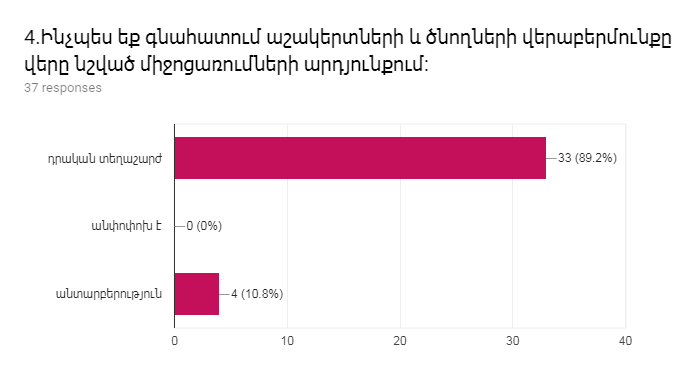 4.Ինչպես եք գնահատում աշակերտների և ծնողների վերաբերմունքը
վերը նշված միջոցառումների արդյունքում:
37 responses
դրական տեղաշարժ
33 (89.2%)
անփոփոխ է
0 (0%)
անտարբերություն
4 (10.8%)
0
10
20
30
40